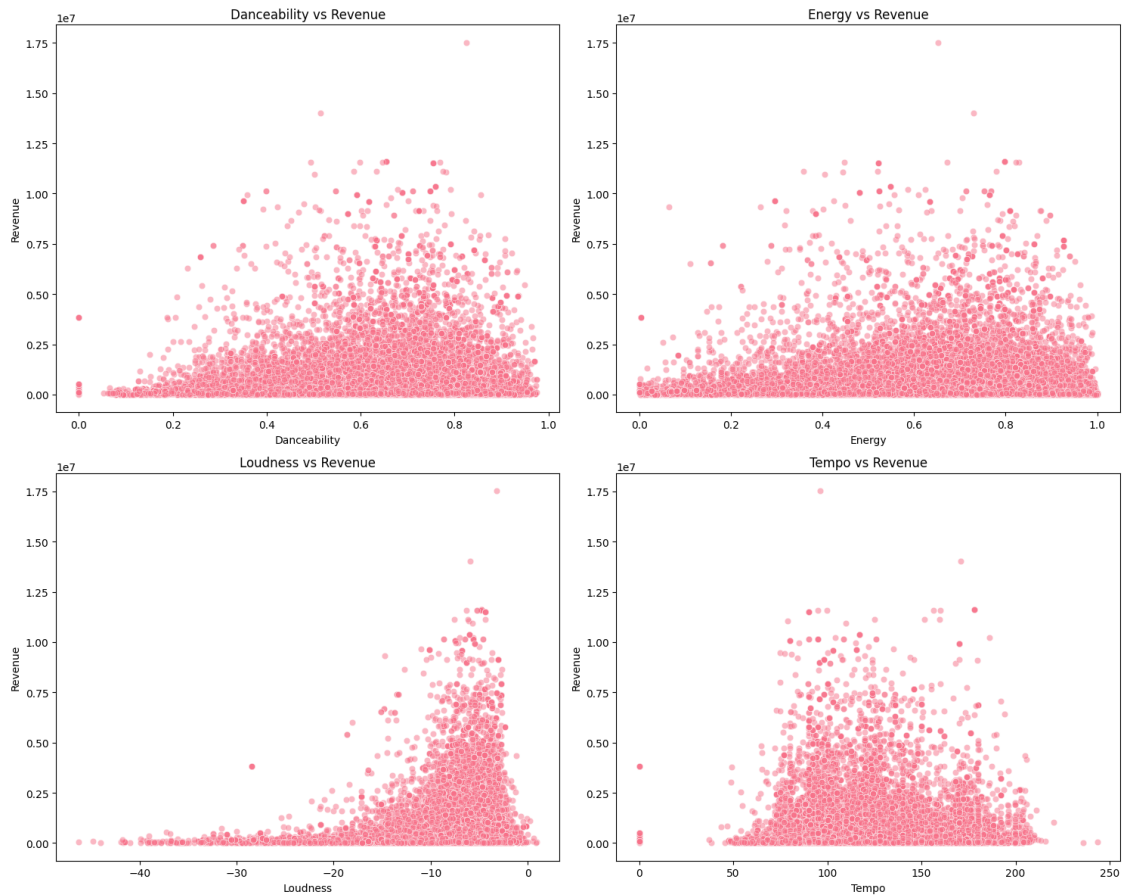 Danceability vs Revenue
1e7
1.75
1.50
1.25
1.00
0.75
0.50
0.25
0.00
Revenue
0.0 0.2 0.4 0.6 0.8 1.0
Danceability
Energy vs Revenue
1e7
1.75
1.50
1.25
1.00
0.75
0.50
0.25
0.00
Revenue
0.0 0.2 0.4 0.6 0.8 1.0
Energy
Loudness vs Revenue
1e7
1.75
1.50
1.25
1.00
0.75
0.50
0.25
0.00
Revenue
−40 −30 −20 −10 0
Loudness
Tempo vs Revenue
1e7
1.75
1.50
1.25
1.00
0.75
0.50
0.25
0.00
Revenue
0 50 100 150 200 250
Tempo